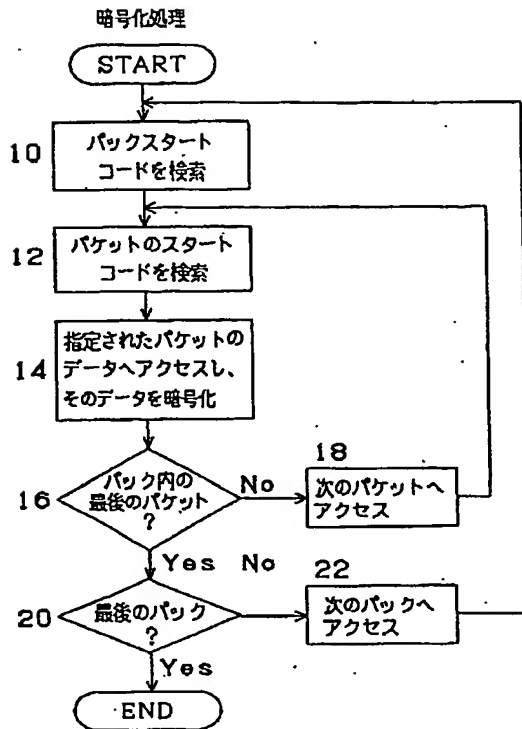 暗号化処理
START
10
パックスタート
コードを検索
12
パケットのスタート
コードを検索
14
指定されたパケットの
データへアクセスし、
そのデータを暗号化
16
パック内の
最後のパケット
?
No
18
次のパケットへ
アクセス
Yes No
20
最後のパック
?
22
次のパックへ
アクセス
Yes
END